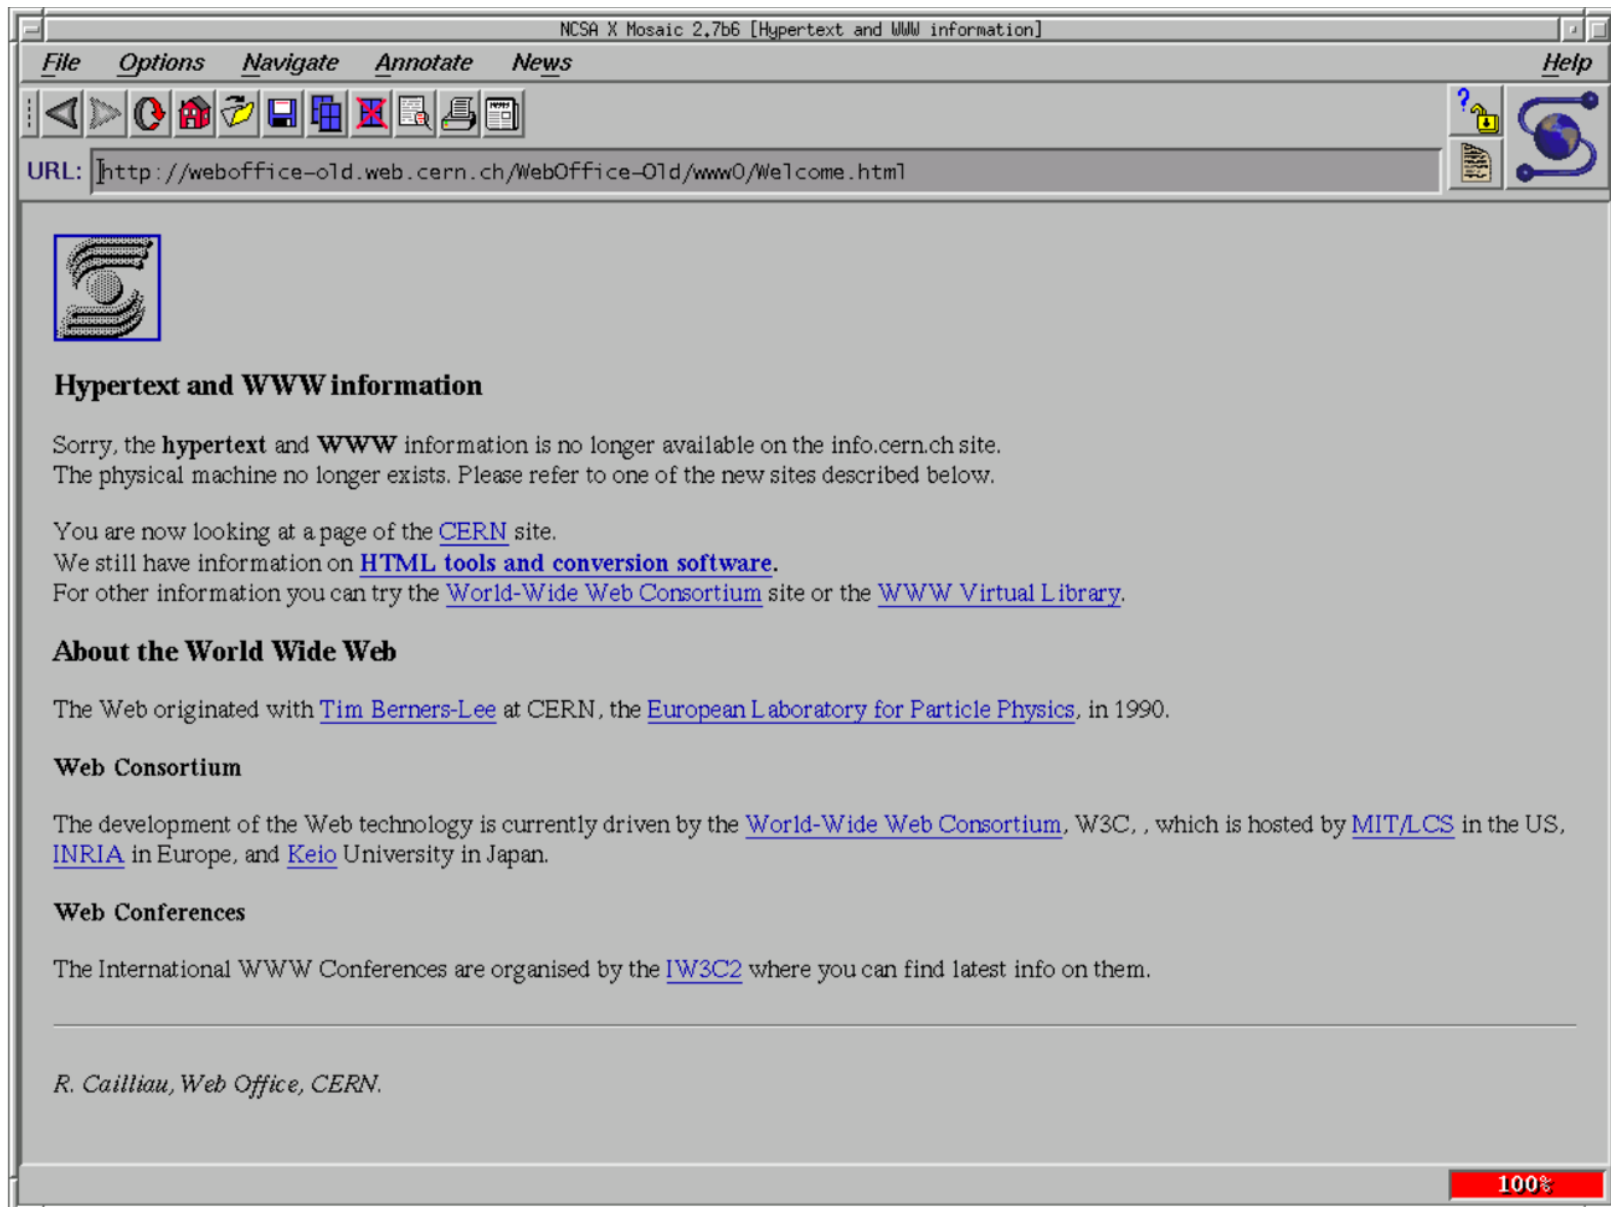 NCSA X Mosaic 2.7b6 [Hypertext and WWW information]
File Options Navigate Annotate News Help
URL: http://weboffice-old.web.cern.ch/WebOffice-Old/www0/Welcome.html
Hypertext and WWW information
Sorry, the hypertext and WWW information is no longer available on the info.cern.ch site.
The physical machine no longer exists. Please refer to one of the new sites described below.
You are now looking at a page of the CERN site.
We still have information on HTML tools and conversion software.
For other information you can try the World-Wide Web Consortium site or the WWW Virtual Library.
About the World Wide Web
The Web originated with Tim Berners-Lee at CERN, the European Laboratory for Particle Physics, in 1990.
Web Consortium
The development of the Web technology is currently driven by the World-Wide Web Consortium, W3C, , which is hosted by MIT/LCS in the US,
INRIA in Europe, and Keio University in Japan.
Web Conferences
The International WWW Conferences are organised by the IW3C2 where you can find latest info on them.
R. Cailliau, Web Office, CERN.
100%